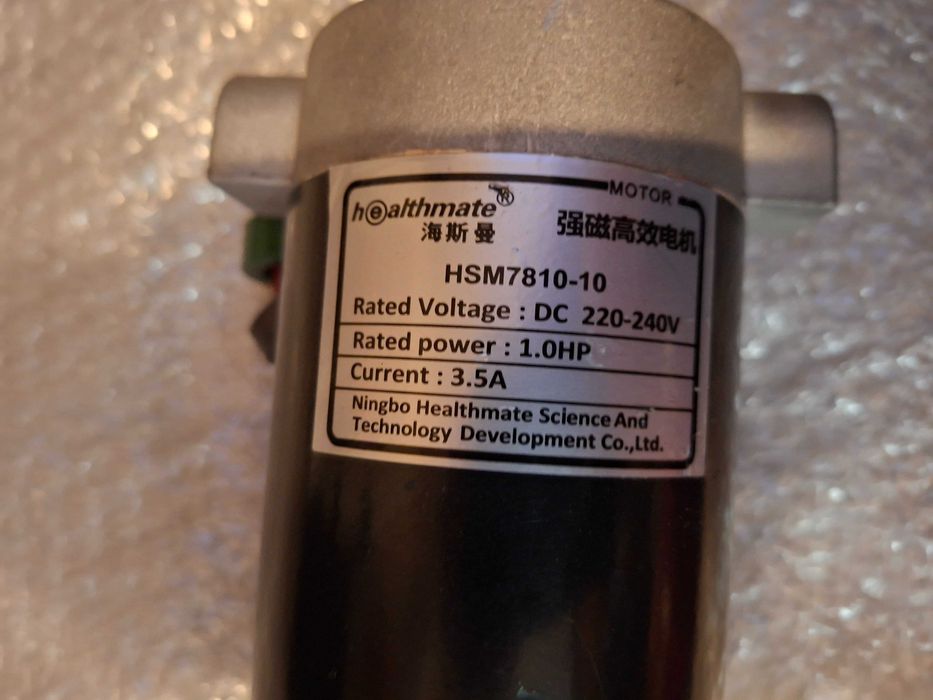 MOTOR
healthmate®
海斯曼 强磁高效电机
HSM7810-10
Rated Voltage : DC 220-240V
Rated power : 1.0HP
Current : 3.5A
Ningbo Healthmate Science And
Technology Development Co.,Ltd.